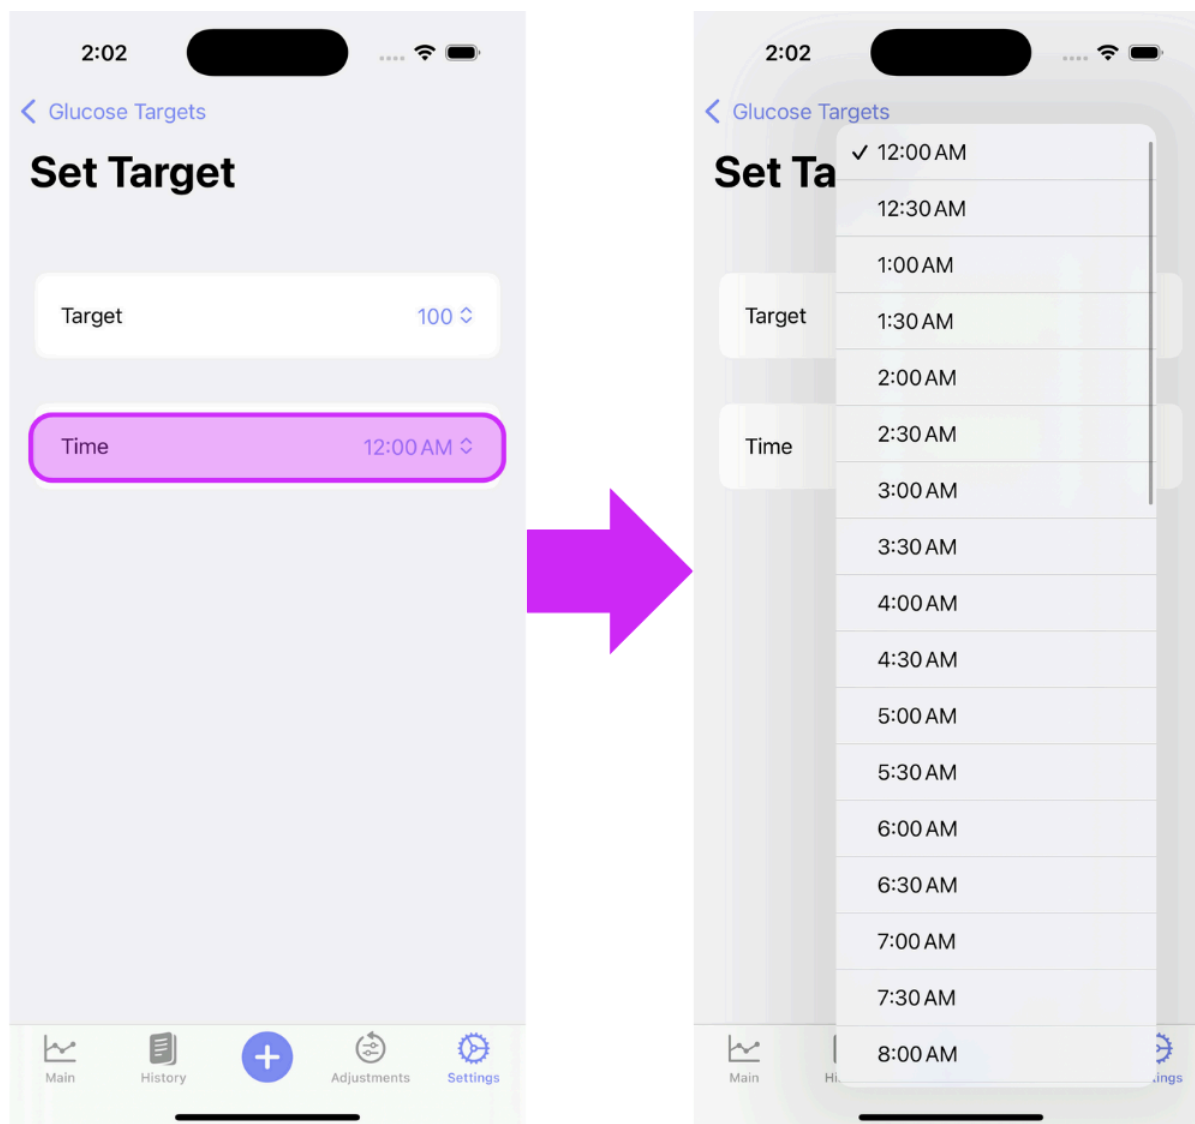 2:02
Glucose Targets
Set Target
Target 100
Time 12:00 AM
Main History Adjustments Settings
2:02
Glucose Targets
Set Ta
Target
Time
✓ 12:00 AM
12:30 AM
1:00 AM
1:30 AM
2:00 AM
2:30 AM
3:00 AM
3:30 AM
4:00 AM
4:30 AM
5:00 AM
5:30 AM
6:00 AM
6:30 AM
7:00 AM
7:30 AM
8:00 AM
Main Hi ings